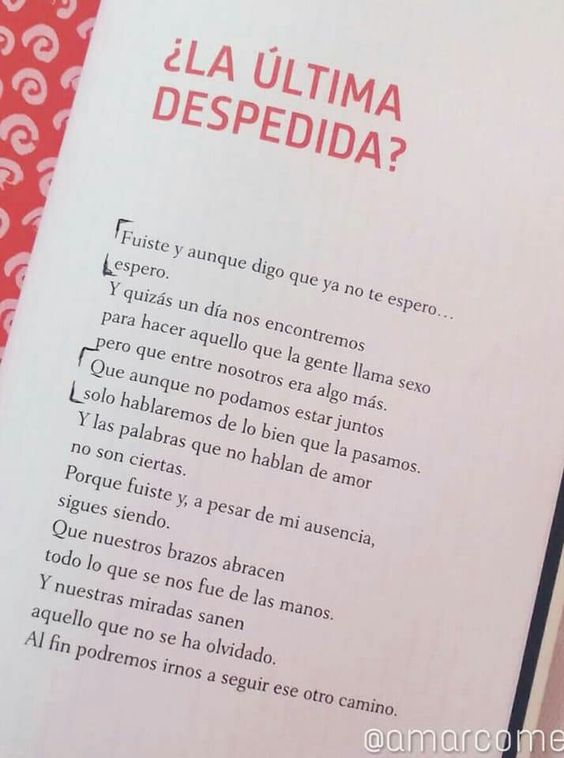 ¿LA ÚLTIMA
DESPEDIDA?
Fuiste y aunque digo que ya no te espero...
espero.
Y quizás un día nos encontremos
para hacer aquello que la gente llama sexo
pero que entre nosotros era algo más.
Que aunque no podamos estar juntos
solo hablaremos de lo bien que la pasamos.
Y las palabras que no hablan de amor
no son ciertas.
Porque fuiste y, a pesar de mi ausencia,
sigues siendo.
Que nuestros brazos abracen
todo lo que se nos fue de las manos.
Y nuestras miradas sanen
aquello que no se ha olvidado.
Al fin podremos irnos a seguir ese otro camino.
@amarcome